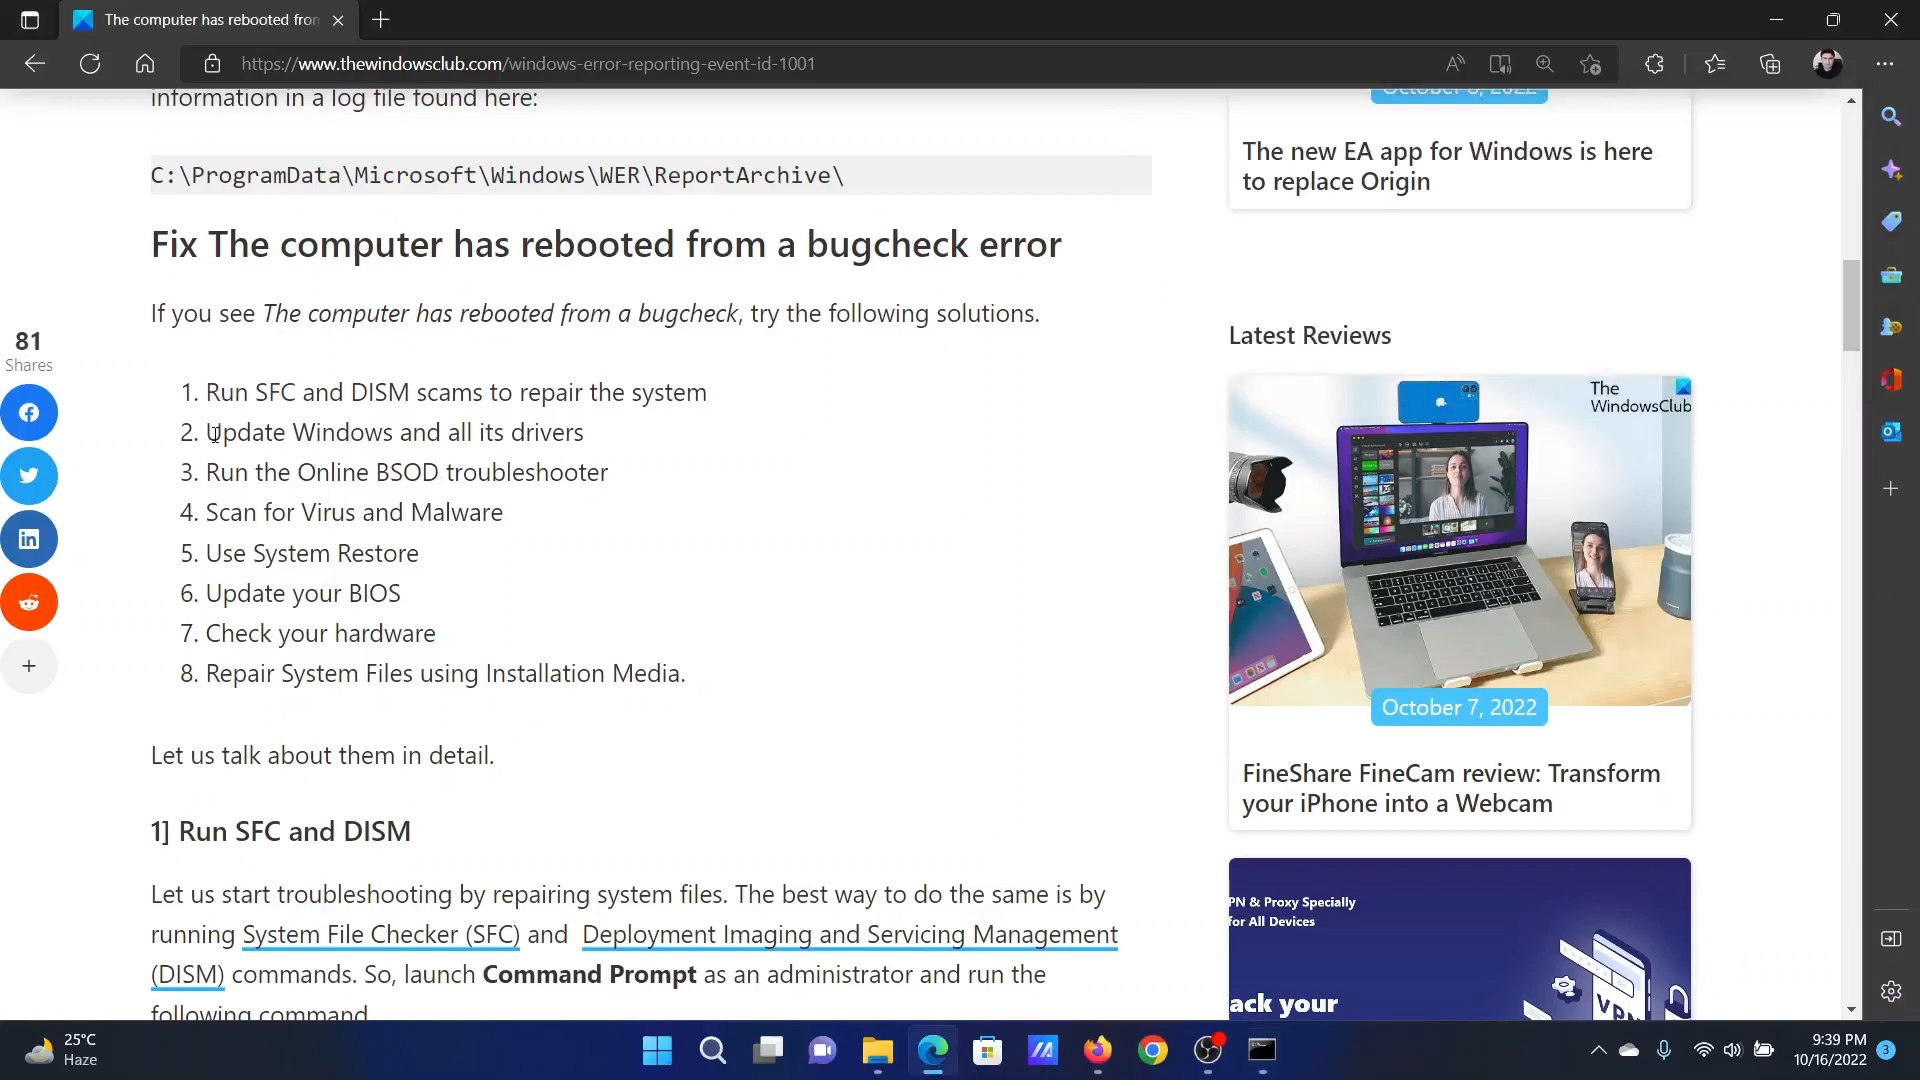 The computer has rebooted from
https://www.thewindowsclub.com/windows-error-reporting-event-id-1001
information in a log file found here:
C:\ProgramData\Microsoft\Windows\WER\ReportArchive\
Fix The computer has rebooted from a bugcheck error
If you see The computer has rebooted from a bugcheck, try the following solutions.
81
Shares
1. Run SFC and DISM scams to repair the system
2. Update Windows and all its drivers
3. Run the Online BSOD troubleshooter
4. Scan for Virus and Malware
5. Use System Restore
6. Update your BIOS
7. Check your hardware
8. Repair System Files using Installation Media.
Let us talk about them in detail.
1] Run SFC and DISM
Let us start troubleshooting by repairing system files. The best way to do the same is by
running System File Checker (SFC) and Deployment Imaging and Servicing Management
(DISM) commands. So, launch Command Prompt as an administrator and run the
following command
The new EA app for Windows is here
to replace Origin
Latest Reviews
The
WindowsClub
October 7, 2022
FineShare FineCam review: Transform
your iPhone into a Webcam
PN & Proxy Specially
for All Devices
ack your
VPN
25°C
Haze
9:39 PM
10/16/2022
3